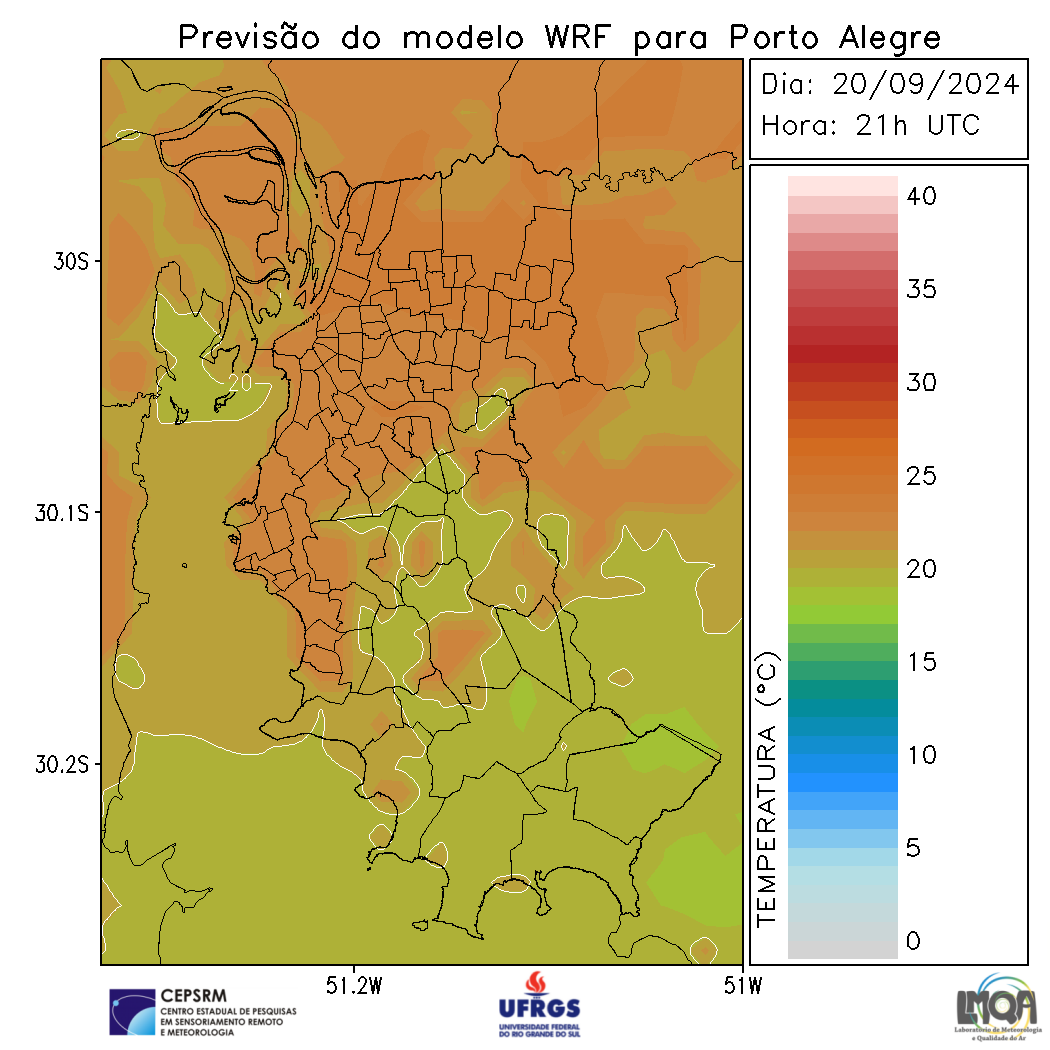 Previsão do modelo WRF para Porto Alegre
Dia: 20/09/2024
Hora: 21h UTC
40
35
30
25
20
15
10
5
0
TEMPERATURA (°C)
30S
30.1S
30.2S
20
51.2W
51W
CEPSRM
CENTRO ESTADUAL DE PESQUISAS
EM SENSORIAMENTO REMOTO
E METEOROLOGIA
UFRGS
UNIVERSIDADE FEDERAL
DO RIO GRANDE DO SUL
LMQA
Laboratório de Meteorologia
e Qualidade do Ar